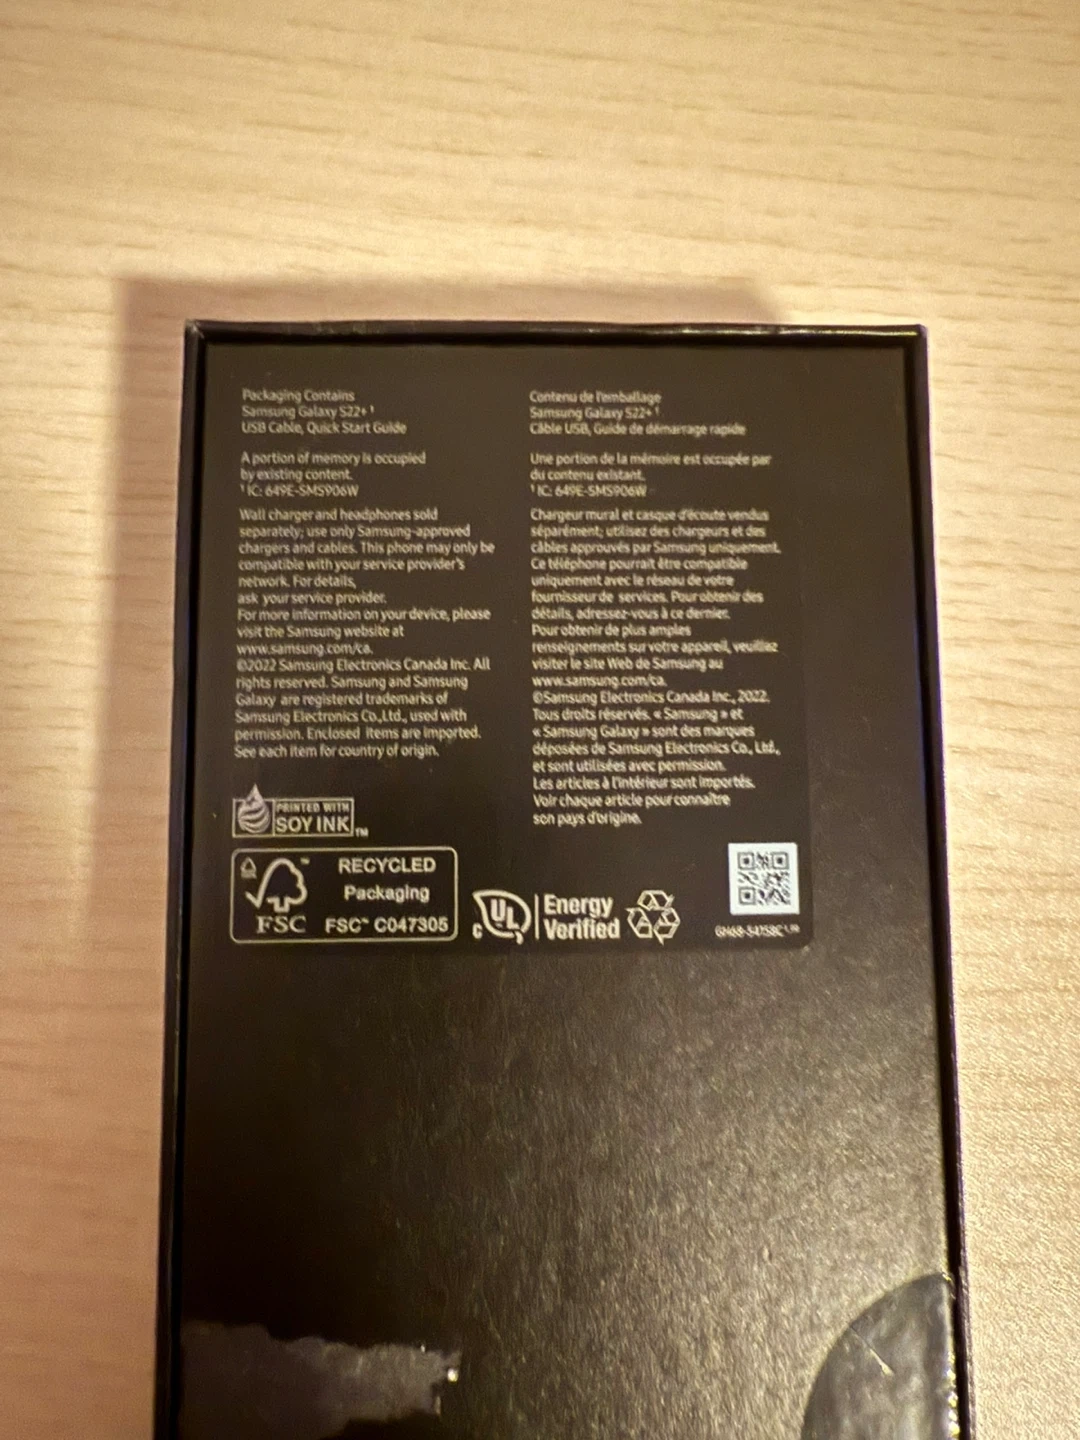 Packaging Contains
Samsung Galaxy S22+ ¹
USB Cable, Quick Start Guide
A portion of memory is occupied
by existing content.
¹ IC: 649E-SMS906W
Wall charger and headphones sold
separately; use only Samsung-approved
chargers and cables. This phone may only be
compatible with your service provider's
network. For details,
ask your service provider.
For more information on your device, please
visit the Samsung website at
www.samsung.com/ca.
©2022 Samsung Electronics Canada Inc. All
rights reserved. Samsung and Samsung
Galaxy are registered trademarks of
Samsung Electronics Co.,Ltd., used with
permission. Enclosed items are imported.
See each item for country of origin.
Contenu de l'emballage
Samsung Galaxy S22+ ¹
Câble USB, Guide de démarrage rapide
Une portion de la mémoire est occupée par
du contenu existant.
¹ IC: 649E-SMS906W
Chargeur mural et casque d'écoute vendus
séparément; utilisez des chargeurs et des
câbles approuvés par Samsung uniquement.
Ce téléphone pourrait être compatible
uniquement avec le réseau de votre
fournisseur de services. Pour obtenir des
détails, adressez-vous à ce dernier.
Pour obtenir de plus amples
renseignements sur votre appareil, veuillez
visiter le site Web de Samsung au
www.samsung.com/ca.
©Samsung Electronics Canada Inc., 2022.
Tous droits réservés. « Samsung » et
« Samsung Galaxy » sont des marques
déposées de Samsung Electronics Co., Ltd.,
et sont utilisées avec permission.
Les articles à l'intérieur sont importés.
Voir chaque article pour connaître
son pays d'origine.
PRINTED WITH
SOY INK™
RECYCLED
Packaging
FSC
FSC™ C047305
UL
Energy
Verified